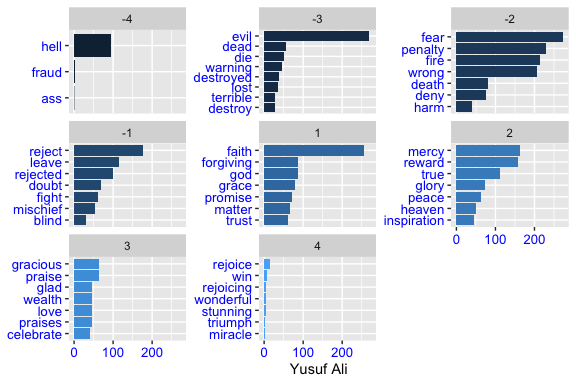 -4
hell
fraud
ass
-3
evil
dead
die
warning
destroyed
lost
terrible
destroy
-2
fear
penalty
fire
wrong
death
deny
harm
0 100 200
-1
reject
leave
rejected
doubt
fight
mischief
blind
1
faith
forgiving
god
grace
promise
matter
trust
2
mercy
reward
true
glory
peace
heaven
inspiration
0 100 200
3
gracious
praise
glad
wealth
love
praises
celebrate
0 100 200
4
rejoice
win
rejoicing
wonderful
stunning
triumph
miracle
0 100 200
Yusuf Ali